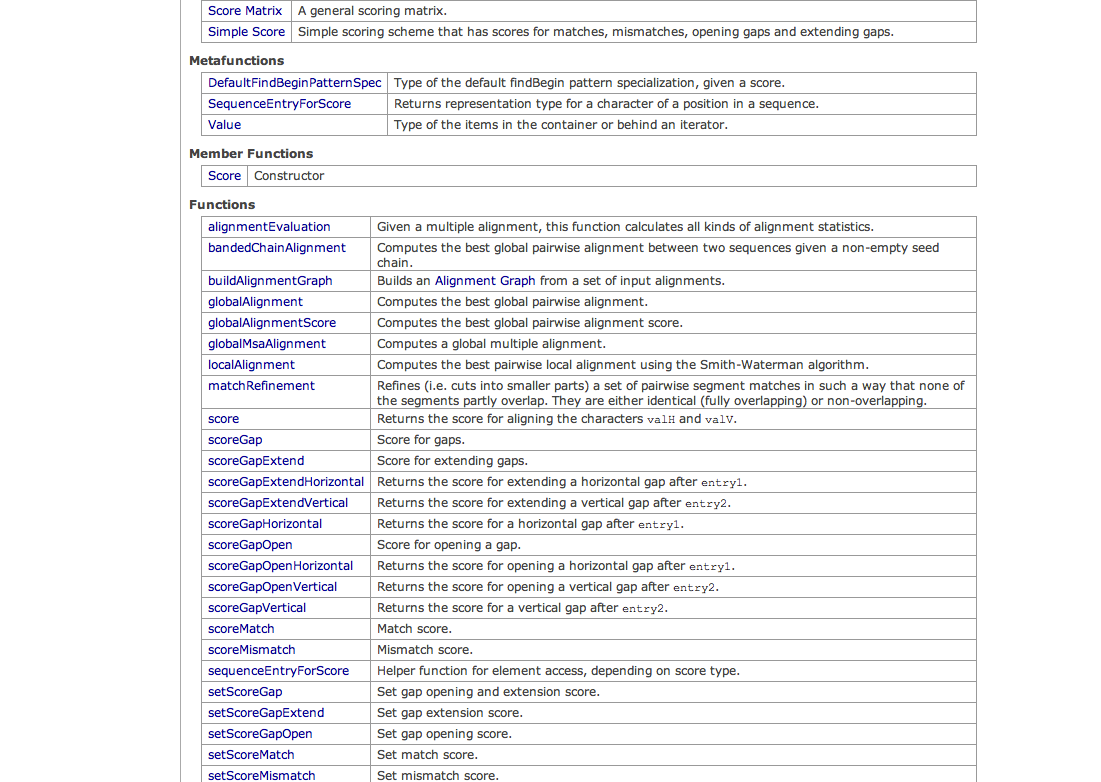 Score Matrix A general scoring matrix.
Simple Score Simple scoring scheme that has scores for matches, mismatches, opening gaps and extending gaps.
Metafunctions
DefaultFindBeginPatternSpec Type of the default findBegin pattern specialization, given a score.
SequenceEntryForScore Returns representation type for a character of a position in a sequence.
Value Type of the items in the container or behind an iterator.
Member Functions
Score Constructor
Functions
alignmentEvaluation Given a multiple alignment, this function calculates all kinds of alignment statistics.
bandedChainAlignment Computes the best global pairwise alignment between two sequences given a non-empty seed
chain.
buildAlignmentGraph Builds an Alignment Graph from a set of input alignments.
globalAlignment Computes the best global pairwise alignment.
globalAlignmentScore Computes the best global pairwise alignment score.
globalMsaAlignment Computes a global multiple alignment.
localAlignment Computes the best pairwise local alignment using the Smith-Waterman algorithm.
matchRefinement Refines (i.e. cuts into smaller parts) a set of pairwise segment matches in such a way that none of
the segments partly overlap. They are either identical (fully overlapping) or non-overlapping.
score Returns the score for aligning the characters valH and valV.
scoreGap Score for gaps.
scoreGapExtend Score for extending gaps.
scoreGapExtendHorizontal Returns the score for extending a horizontal gap after entry1.
scoreGapExtendVertical Returns the score for extending a vertical gap after entry2.
scoreGapHorizontal Returns the score for a horizontal gap after entry1.
scoreGapOpen Score for opening a gap.
scoreGapOpenHorizontal Returns the score for opening a horizontal gap after entry1.
scoreGapOpenVertical Returns the score for opening a vertical gap after entry2.
scoreGapVertical Returns the score for a vertical gap after entry2.
scoreMatch Match score.
scoreMismatch Mismatch score.
sequenceEntryForScore Helper function for element access, depending on score type.
setScoreGap Set gap opening and extension score.
setScoreGapExtend Set gap extension score.
setScoreGapOpen Set gap opening score.
setScoreMatch Set match score.
setScoreMismatch Set mismatch score.